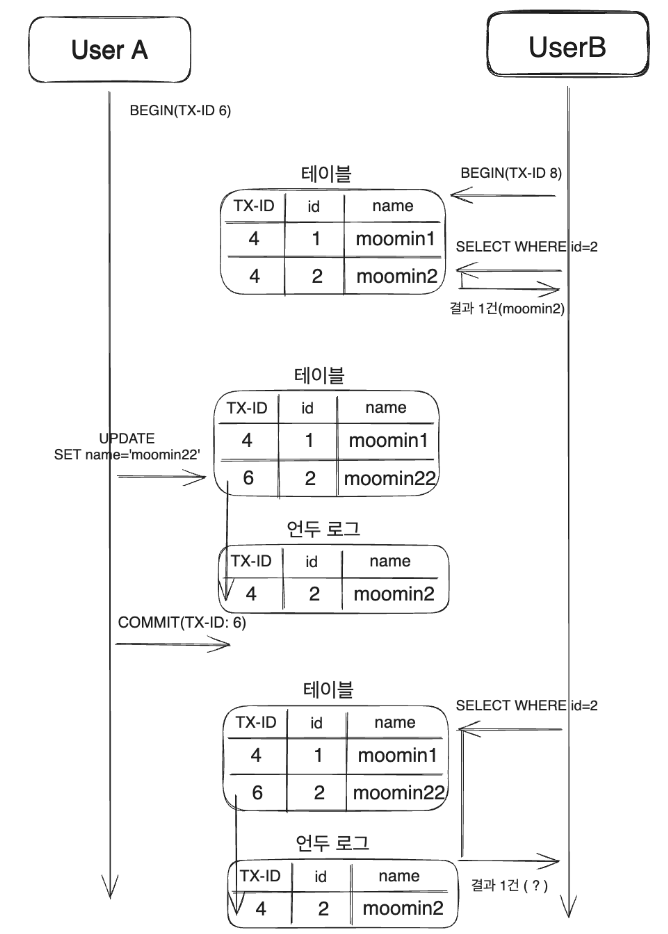 User A
UserB
BEGIN(TX-ID 6)
테이블
BEGIN(TX-ID 8)
TX-ID id name
4 1 moomin1
SELECT WHERE id=2
4 2 moomin2
결과 1건(moomin2)
테이블
TX-ID id name
UPDATE
4 1 moomin1
SET name='moomin22'
6 2 moomin22
언두 로그
TX-ID id name
4 2 moomin2
COMMIT(TX-ID: 6)
테이블
SELECT WHERE id=2
TX-ID id name
4 1 moomin1
6 2 moomin22
언두 로그
TX-ID id name
결과 1건 ( ? )
4 2 moomin2